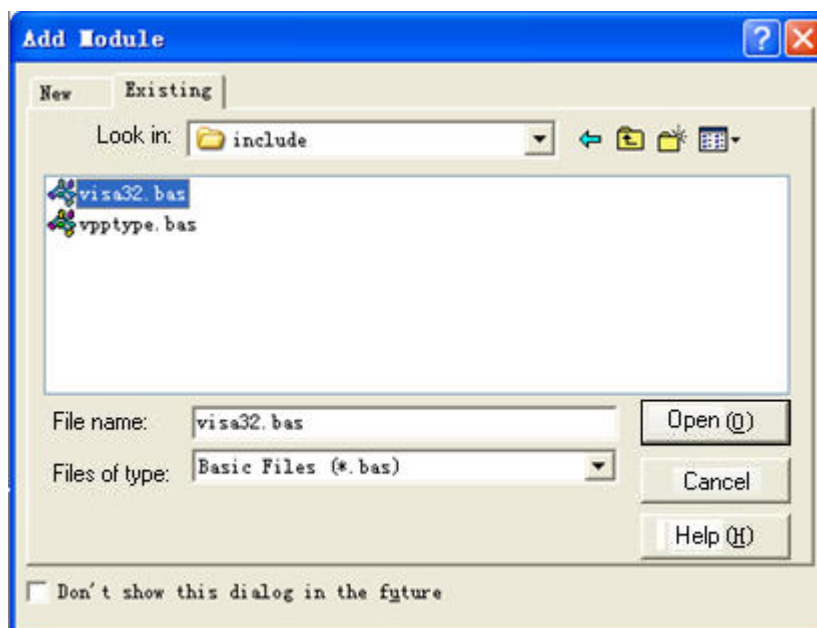 Add Module
New Existing
Look in: include
visa32.bas
vpptype.bas
File name: visa32.bas Open (O)
Files of type: Basic Files (*.bas)
Cancel
Help (H)
Don't show this dialog in the future